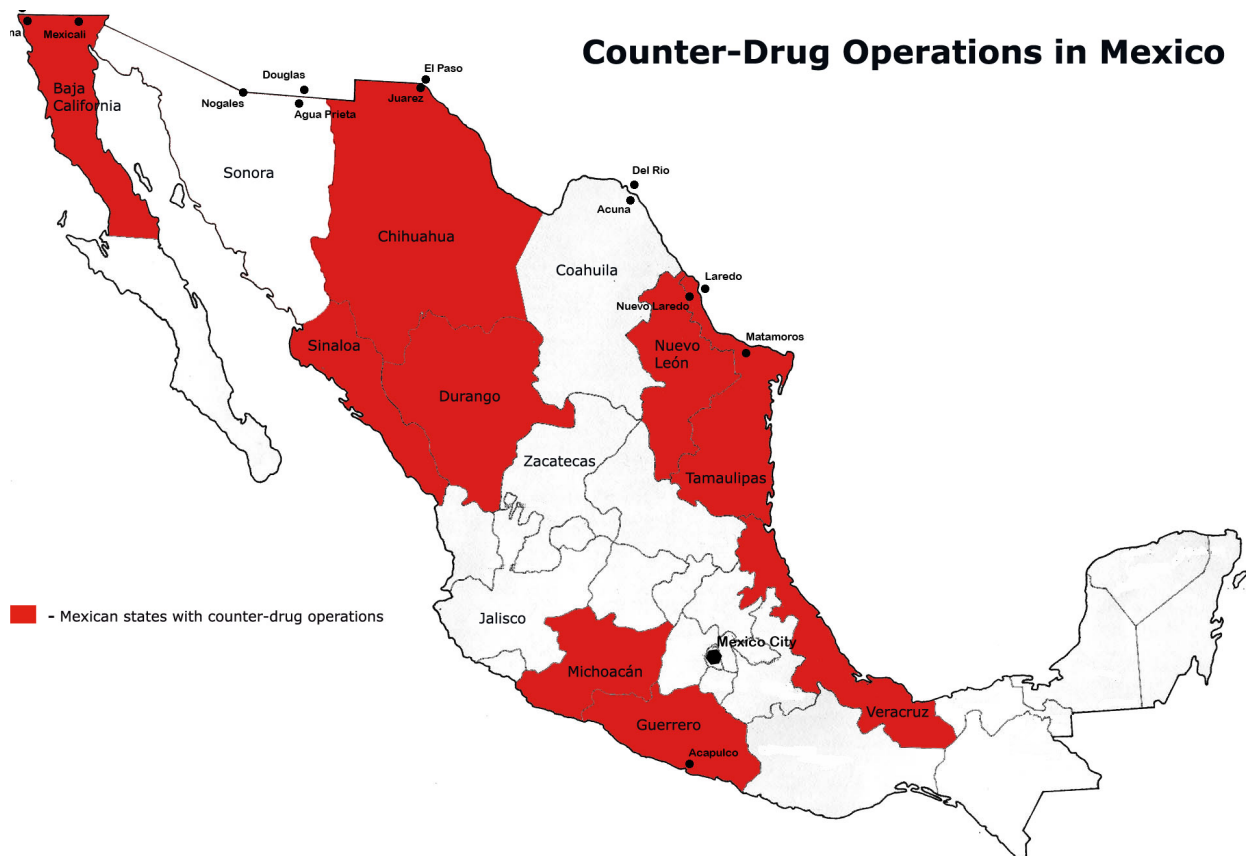 Counter-Drug Operations in Mexico
na
Mexicali
El Paso
Douglas
Juarez
Nogales
Agua Prieta
Baja
California
Sonora
Del Rio
Acuna
Chihuahua
Coahuila
Laredo
Nuevo Laredo
Matamoros
Sinaloa
Nuevo
León
Durango
Zacatecas
Tamaulipas
- Mexican states with counter-drug operations
Jalisco
Mexico City
Michoacán
Veracruz
Guerrero
Acapulco